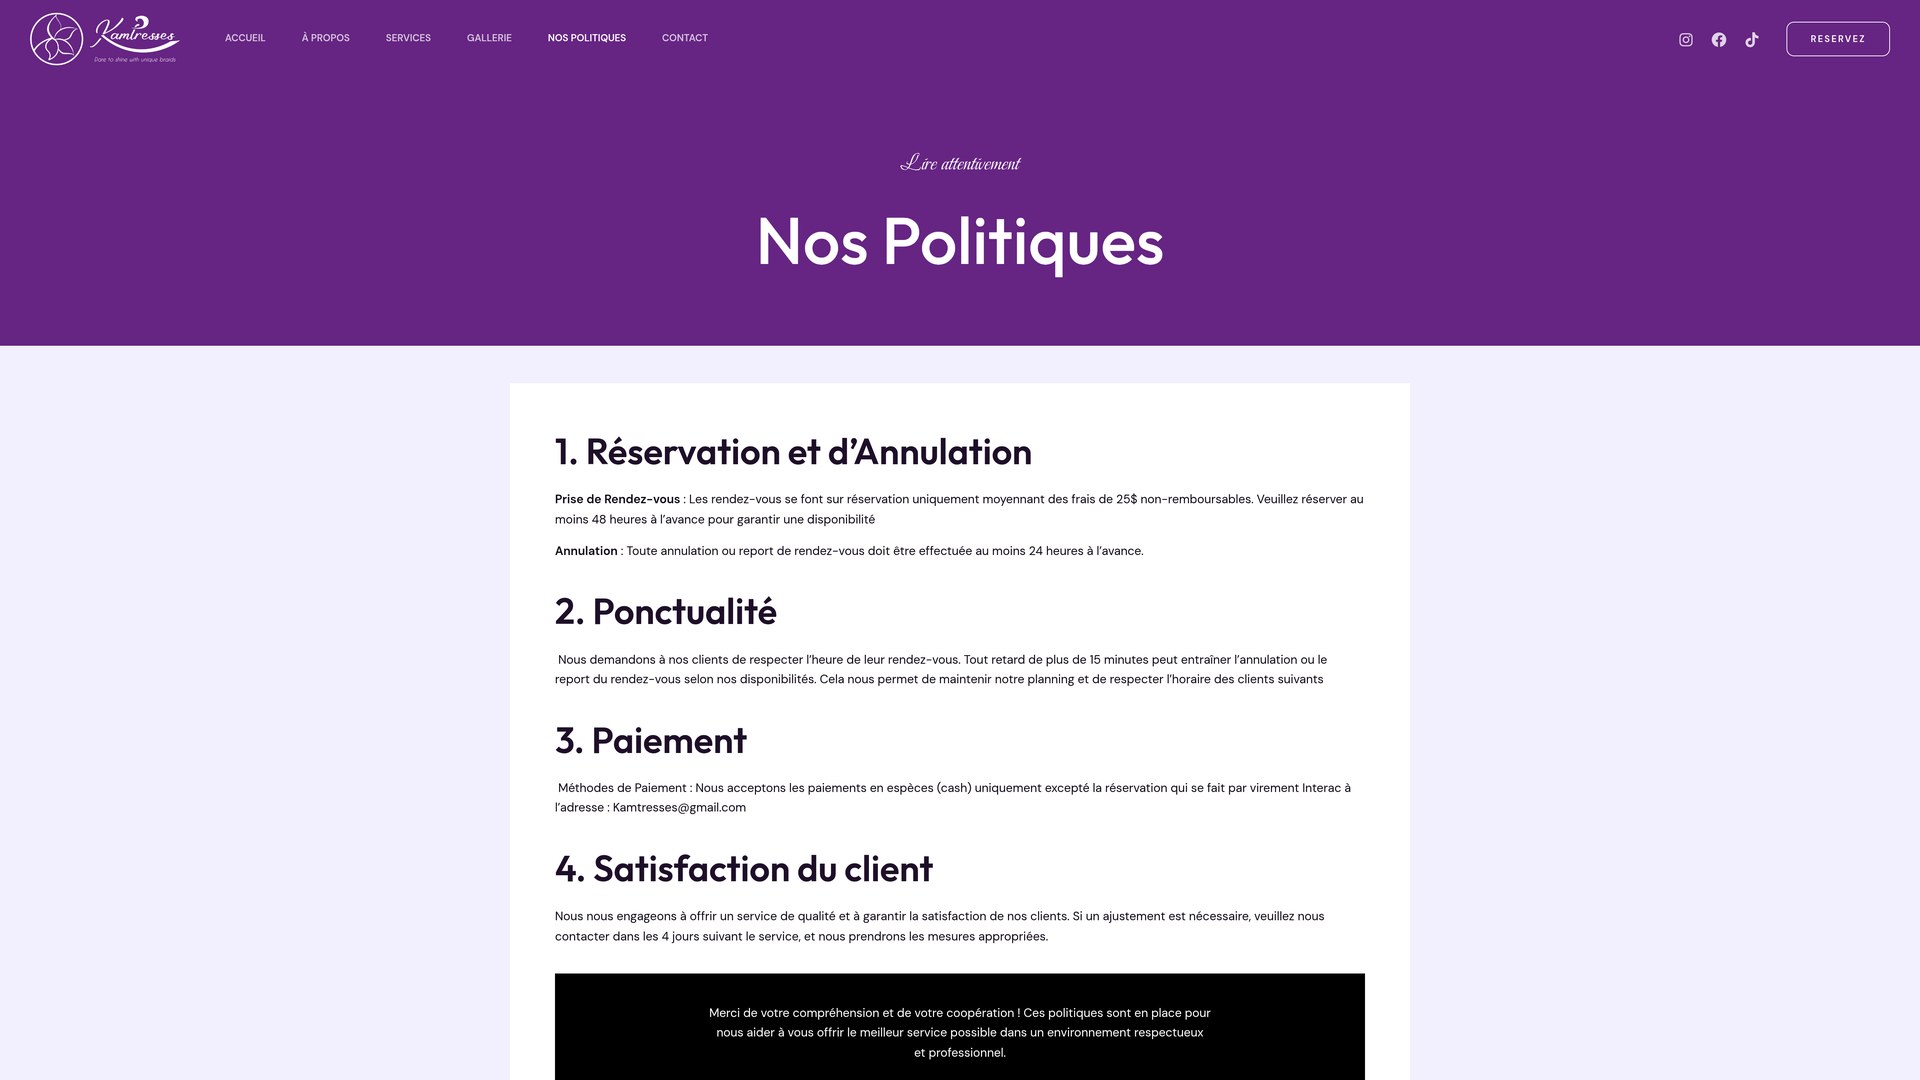 Kamtresses
Dare to shine with unique braids
ACCUEIL
À PROPOS
SERVICES
GALLERIE
NOS POLITIQUES
CONTACT
RESERVEZ
Lire attentivement
Nos Politiques
1. Réservation et d’Annulation
Prise de Rendez-vous : Les rendez-vous se font sur réservation uniquement moyennant des frais de 25$ non-remboursables. Veuillez réserver au
moins 48 heures à l’avance pour garantir une disponibilité
Annulation : Toute annulation ou report de rendez-vous doit être effectuée au moins 24 heures à l’avance.
2. Ponctualité
Nous demandons à nos clients de respecter l’heure de leur rendez-vous. Tout retard de plus de 15 minutes peut entraîner l’annulation ou le
report du rendez-vous selon nos disponibilités. Cela nous permet de maintenir notre planning et de respecter l’horaire des clients suivants
3. Paiement
Méthodes de Paiement : Nous acceptons les paiements en espèces (cash) uniquement excepté la réservation qui se fait par virement Interac à
l’adresse : Kamtresses@gmail.com
4. Satisfaction du client
Nous nous engageons à offrir un service de qualité et à garantir la satisfaction de nos clients. Si un ajustement est nécessaire, veuillez nous
contacter dans les 4 jours suivant le service, et nous prendrons les mesures appropriées.
Merci de votre compréhension et de votre coopération ! Ces politiques sont en place pour
nous aider à vous offrir le meilleur service possible dans un environnement respectueux
et professionnel.